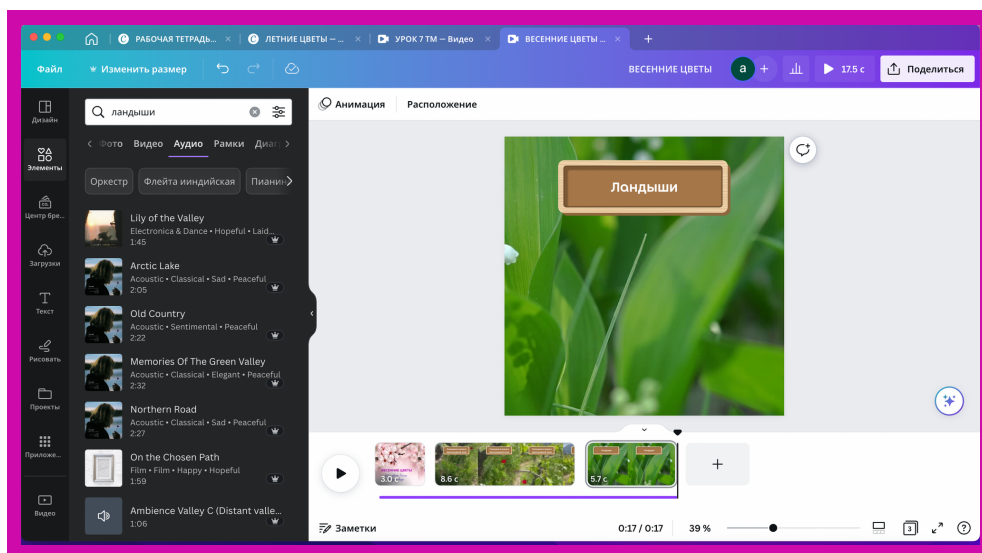 РАБОЧАЯ ТЕТРАДЬ...
ЛЕТНИЕ ЦВЕТЫ – ...
УРОК 7 ТМ – Видео
ВЕСЕННИЕ ЦВЕТЫ ...
Файл
Изменить размер
ВЕСЕННИЕ ЦВЕТЫ
a
17.5 с
Поделиться
Дизайн
Элементы
Центр бре...
Загрузки
Текст
Рисовать
Проекты
Приложе...
Видео
ландыши
Фото Видео Аудио Рамки Диаг
Оркестр
Флейта ииндийская
Пианин
Lily of the Valley
Electronica & Dance • Hopeful • Laid...
1:45
Arctic Lake
Acoustic • Classical • Sad • Peaceful
2:05
Old Country
Acoustic • Sentimental • Peaceful
2:22
Memories Of The Green Valley
Acoustic • Classical • Elegant • Peaceful
2:32
Northern Road
Acoustic • Classical • Sad • Peaceful
2:27
On the Chosen Path
Film • Film • Happy • Hopeful
1:59
Ambience Valley C (Distant valle...
1:06
Анимация
Расположение
Ландыши
ВЕСЕННИЕ ЦВЕТЫ
3.0 с
8.6 с
5.7 с
Заметки
0:17 / 0:17
39 %
3